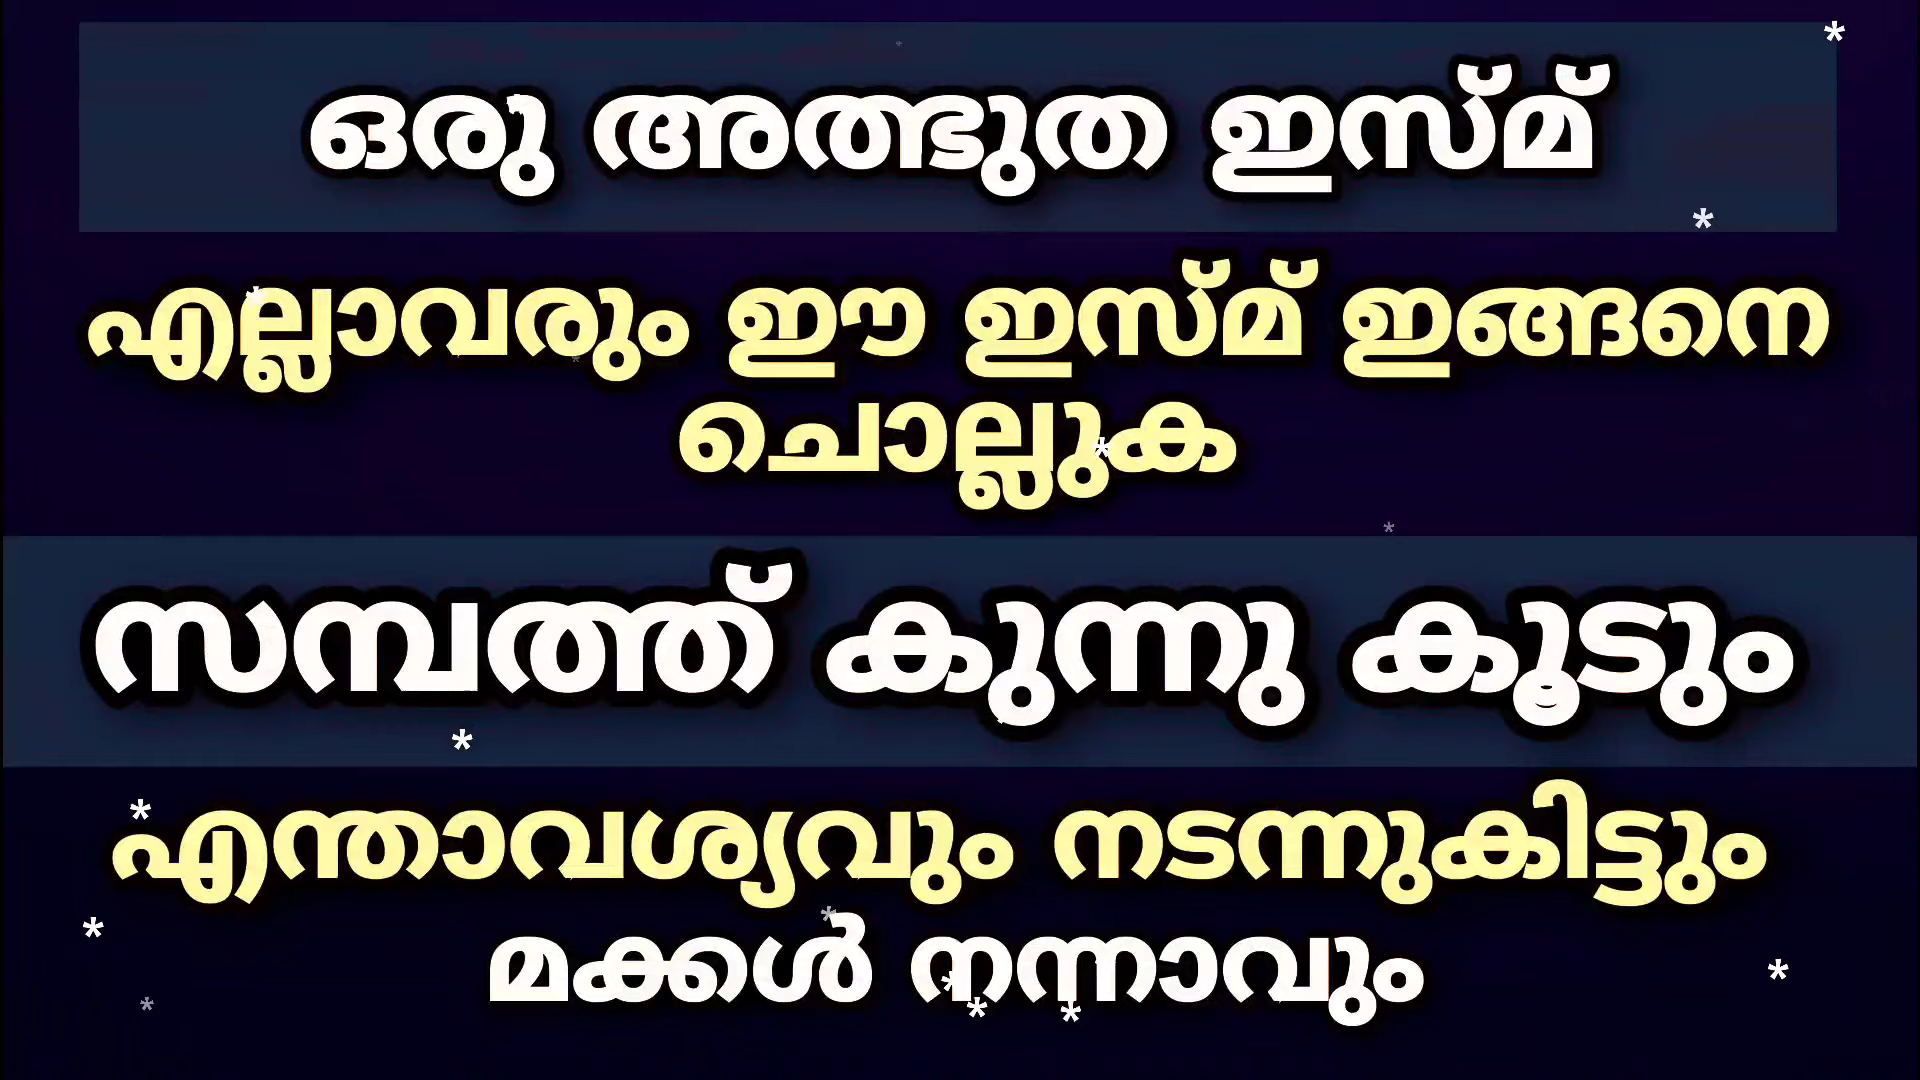 ഒരു അത്ഭുത ഇസ്മ്
എല്ലാവരും ഈ ഇസ്മ് ഇങ്ങനെ
ചൊല്ലുക
സമ്പത്ത് കുന്നു കൂടും
എന്താവശ്യവും നടന്നുകിട്ടും
മക്കൾ നന്നാവും